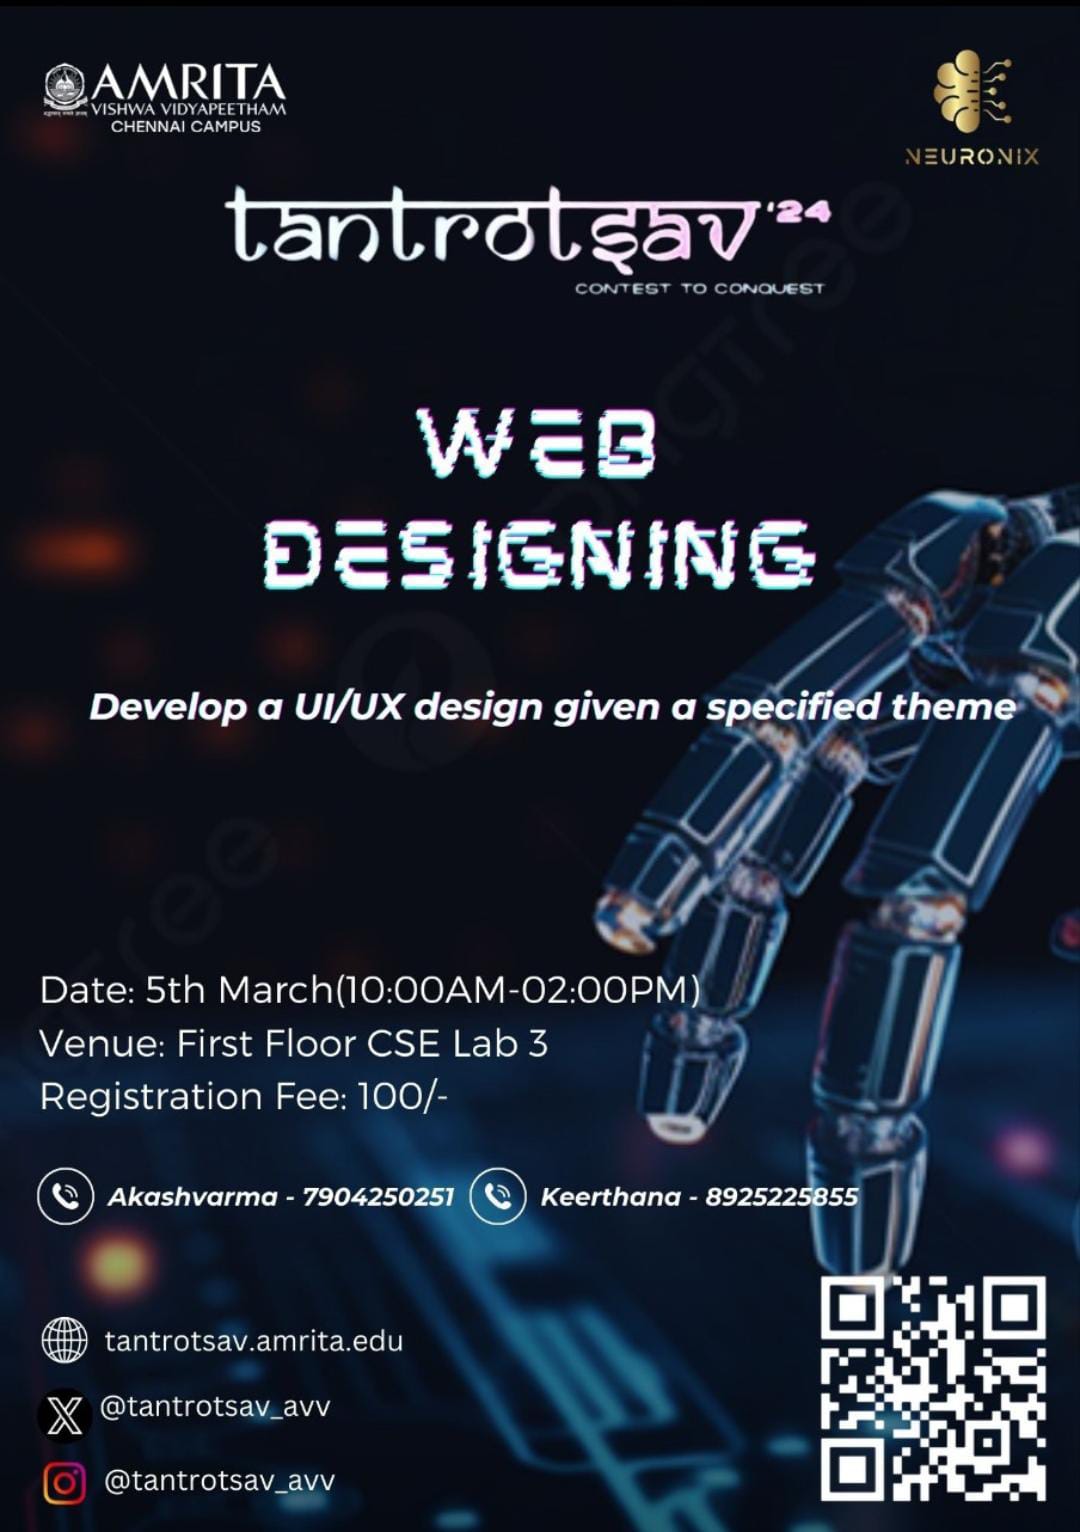 AMRITA
VISHWA VIDYAPEETHAM
CHENNAI CAMPUS
NEURONIX
tantrotsav '24
CONTEST TO CONQUEST
WEB
DESIGNING
Develop a UI/UX design given a specified theme
Date: 5th March(10:00AM-02:00PM)
Venue: First Floor CSE Lab 3
Registration Fee: 100/-
Akashvarma - 7904250251 Keerthana - 8925225855
tantrotsav.amrita.edu
@tantrotsav_avv
@tantrotsav_avv